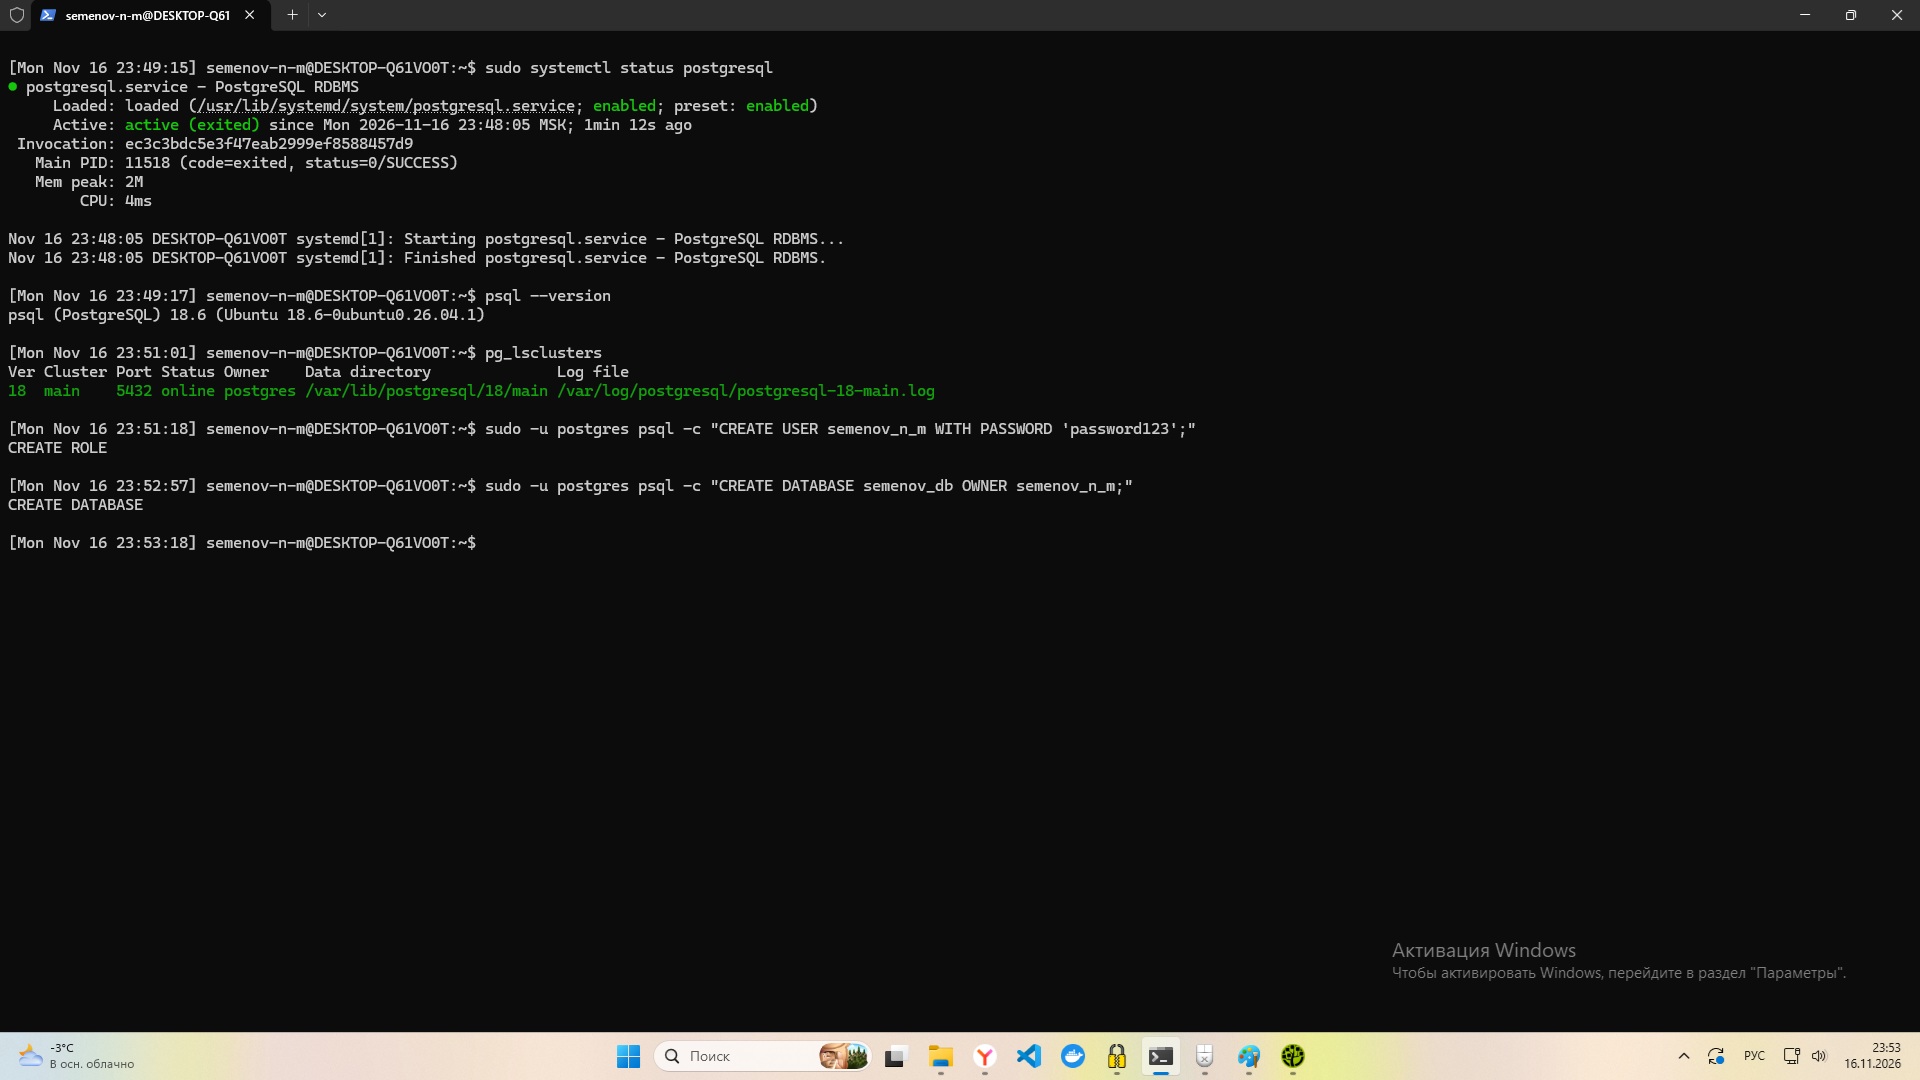 semenov-n-m@DESKTOP-Q61
[Mon Nov 16 23:49:15] semenov-n-m@DESKTOP-Q61VO0T:~$ sudo systemctl status postgresql
● postgresql.service - PostgreSQL RDBMS
     Loaded: loaded (/usr/lib/systemd/system/postgresql.service; enabled; preset: enabled)
     Active: active (exited) since Mon 2026-11-16 23:48:05 MSK; 1min 12s ago
 Invocation: ec3c3bdc5e3f47eab2999ef8588457d9
   Main PID: 11518 (code=exited, status=0/SUCCESS)
   Mem peak: 2M
        CPU: 4ms
Nov 16 23:48:05 DESKTOP-Q61VO0T systemd[1]: Starting postgresql.service - PostgreSQL RDBMS...
Nov 16 23:48:05 DESKTOP-Q61VO0T systemd[1]: Finished postgresql.service - PostgreSQL RDBMS.
[Mon Nov 16 23:49:17] semenov-n-m@DESKTOP-Q61VO0T:~$ psql --version
psql (PostgreSQL) 18.6 (Ubuntu 18.6-0ubuntu0.26.04.1)
[Mon Nov 16 23:51:01] semenov-n-m@DESKTOP-Q61VO0T:~$ pg_lsclusters
Ver Cluster Port Status Owner    Data directory              Log file
18  main    5432 online postgres /var/lib/postgresql/18/main /var/log/postgresql/postgresql-18-main.log
[Mon Nov 16 23:51:18] semenov-n-m@DESKTOP-Q61VO0T:~$ sudo -u postgres psql -c "CREATE USER semenov_n_m WITH PASSWORD 'password123';"
CREATE ROLE
[Mon Nov 16 23:52:57] semenov-n-m@DESKTOP-Q61VO0T:~$ sudo -u postgres psql -c "CREATE DATABASE semenov_db OWNER semenov_n_m;"
CREATE DATABASE
[Mon Nov 16 23:53:18] semenov-n-m@DESKTOP-Q61VO0T:~$
Активация Windows
Чтобы активировать Windows, перейдите в раздел "Параметры".
-3°C
В осн. облачно
Поиск
РУС
23:53
16.11.2026